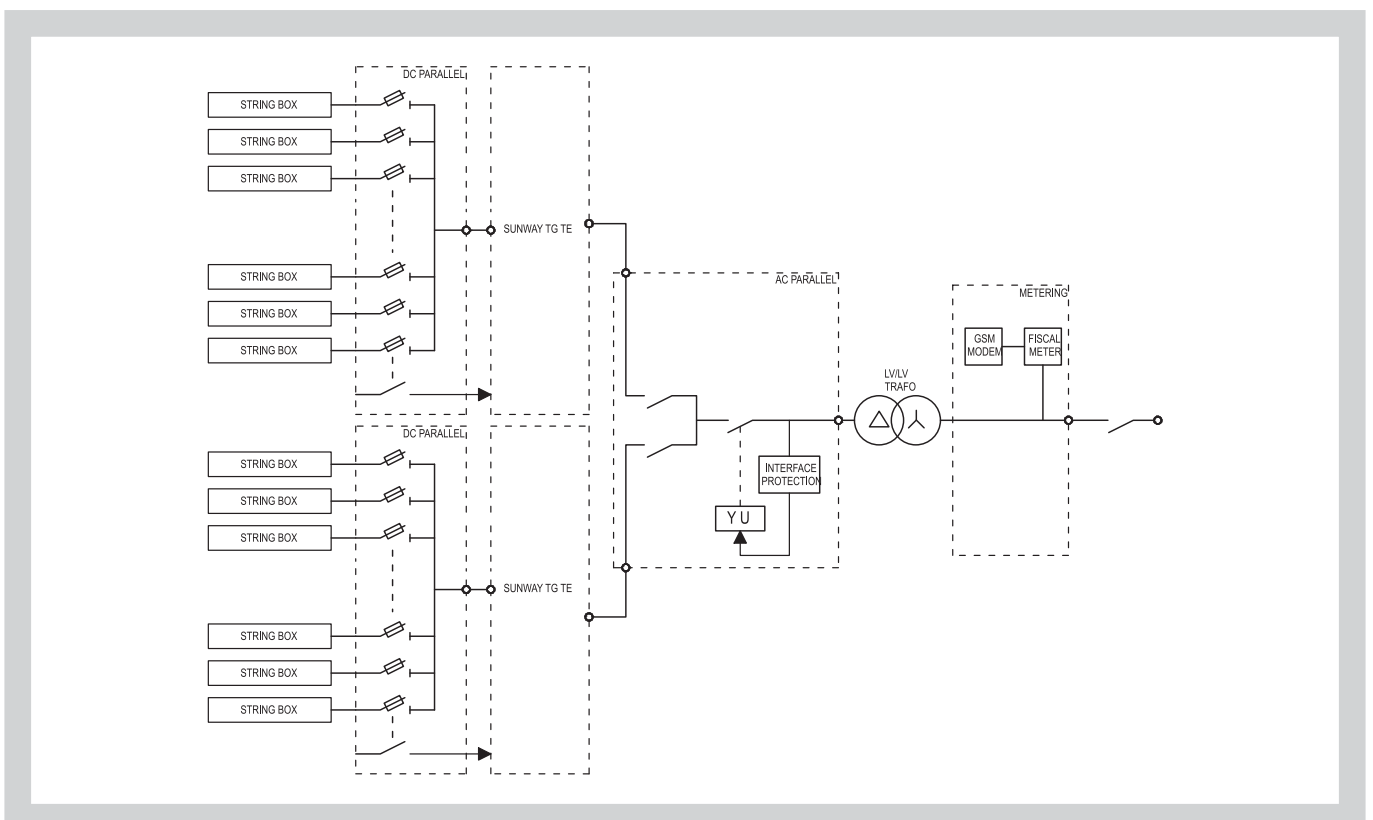 DC PARALLEL
STRING BOX
STRING BOX
STRING BOX
SUNWAY TG TE
STRING BOX
STRING BOX
STRING BOX
AC PARALLEL
METERING
GSM
MODEM
FISCAL
METER
LV/LV
TRAFO
DC PARALLEL
STRING BOX
STRING BOX
STRING BOX
INTERFACE
PROTECTION
Y U
SUNWAY TG TE
STRING BOX
STRING BOX
STRING BOX